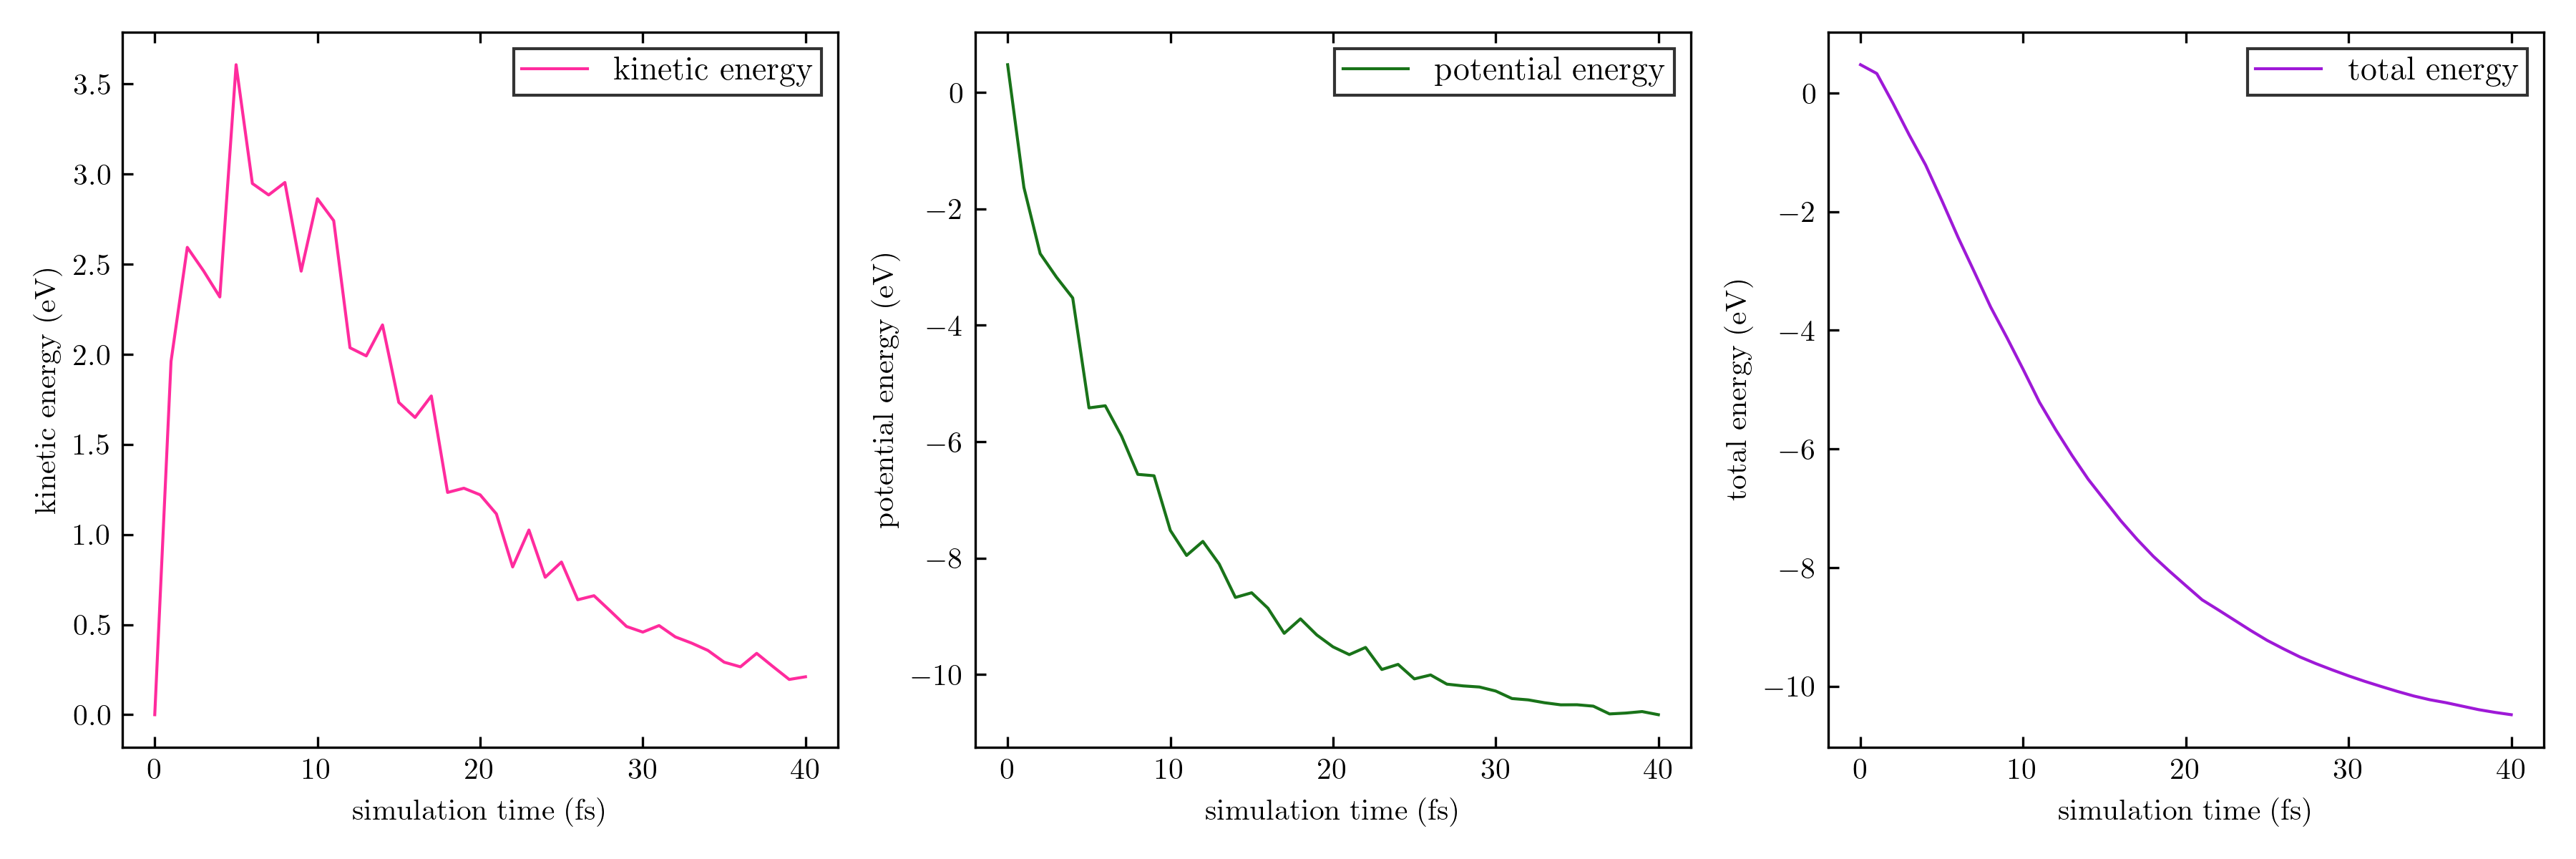 kinetic energy
3.5
3.0
2.5
2.0
1.5
1.0
0.5
0.0
kinetic energy (eV)
0 10 20 30 40
simulation time (fs)
potential energy
0
−2
−4
−6
−8
−10
potential energy (eV)
0 10 20 30 40
simulation time (fs)
total energy
0
−2
−4
−6
−8
−10
total energy (eV)
0 10 20 30 40
simulation time (fs)